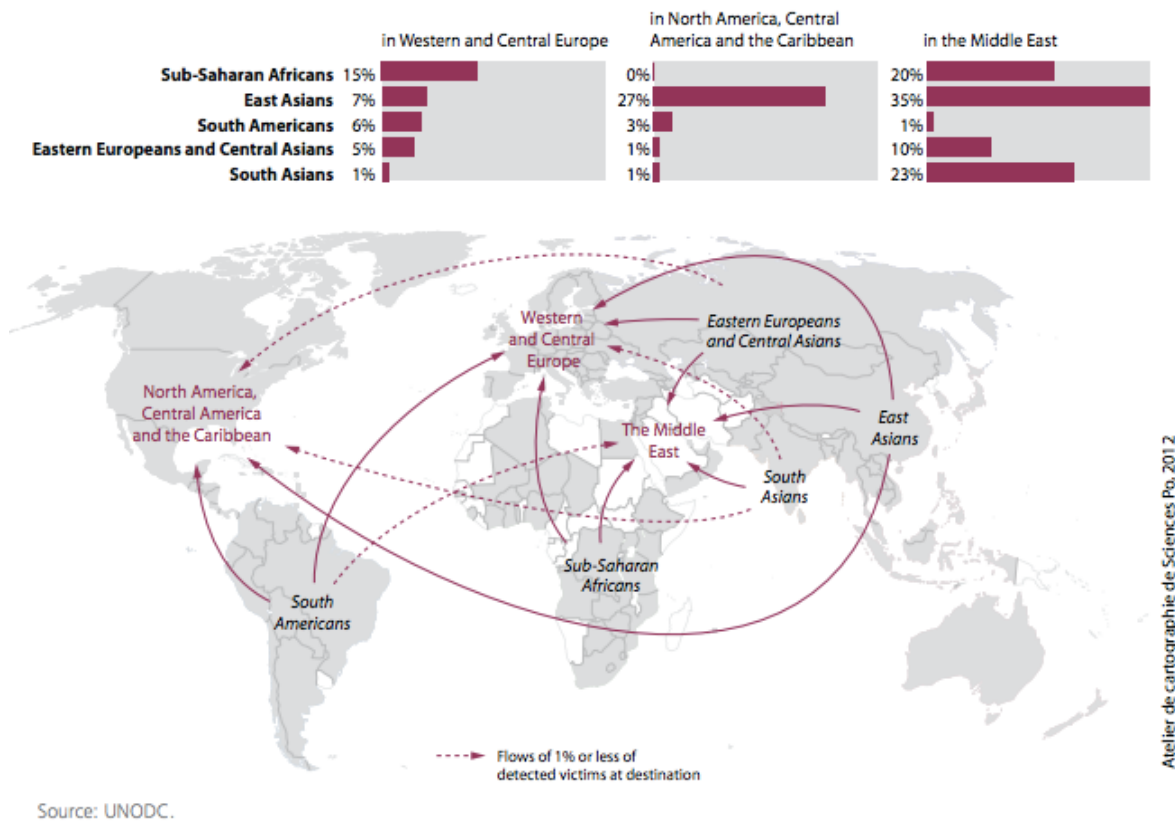 in Western and Central Europe
in North America, Central
America and the Caribbean
in the Middle East
Sub-Saharan Africans 15% 0% 20%
East Asians 7% 27% 35%
South Americans 6% 3% 1%
Eastern Europeans and Central Asians 5% 1% 10%
South Asians 1% 1% 23%
Western
and Central
Europe
Eastern Europeans
and Central Asians
North America,
Central America
and the Caribbean
The Middle
East
East
Asians
South
Asians
Sub-Saharan
Africans
South
Americans
Flows of 1% or less of
detected victims at destination
Atelier de cartographie de Sciences Po, 2012
Source: UNODC.